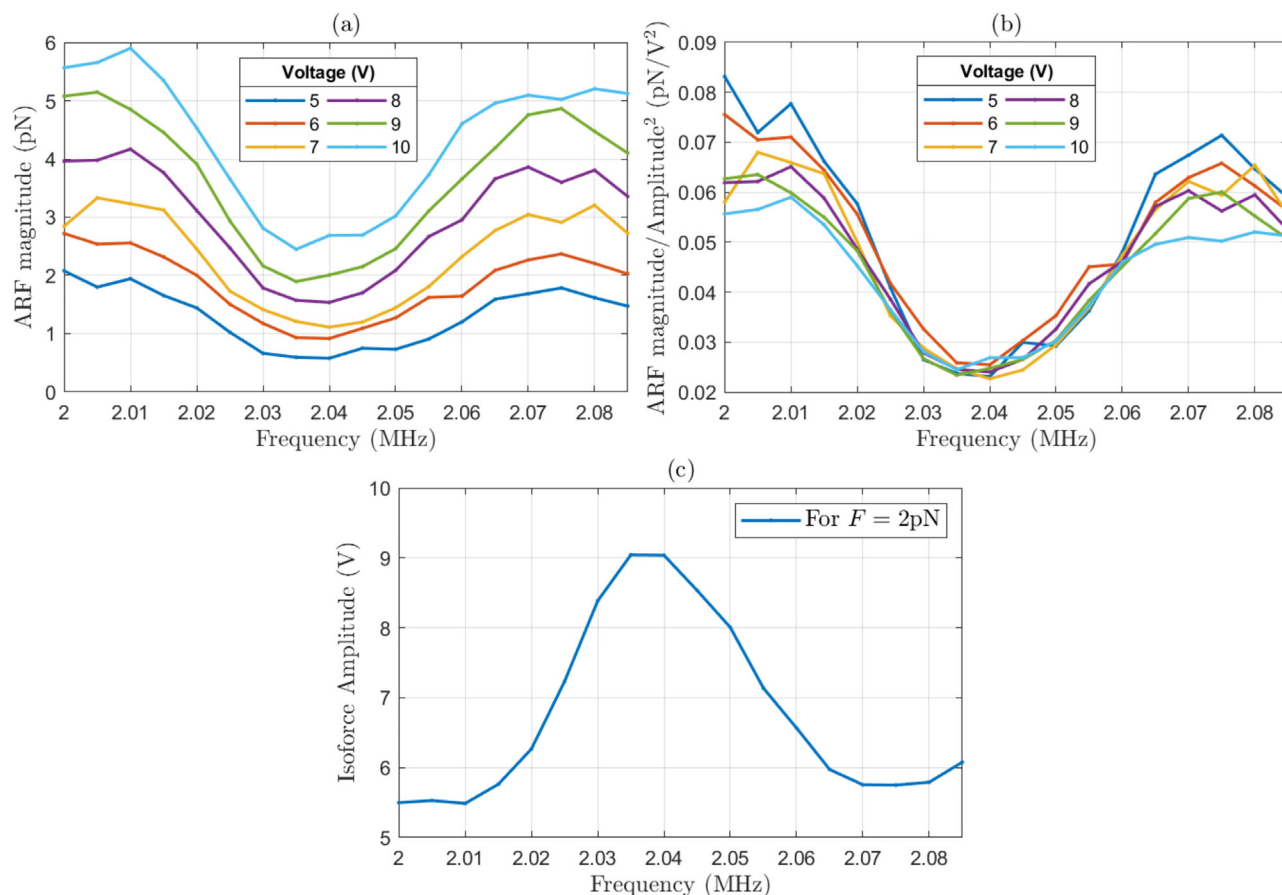 (a)
ARF magnitude (pN)
6
5
4
3
2
1
0
Voltage (V)
5 8
6 9
7 10
2 2.01 2.02 2.03 2.04 2.05 2.06 2.07 2.08
Frequency (MHz)
(b)
ARF magnitude/Amplitude² (pN/V²)
0.09
0.08
0.07
0.06
0.05
0.04
0.03
0.02
Voltage (V)
5 8
6 9
7 10
2 2.01 2.02 2.03 2.04 2.05 2.06 2.07 2.08
Frequency (MHz)
(c)
Isoforce Amplitude (V)
10
9
8
7
6
5
For F = 2pN
2 2.01 2.02 2.03 2.04 2.05 2.06 2.07 2.08
Frequency (MHz)